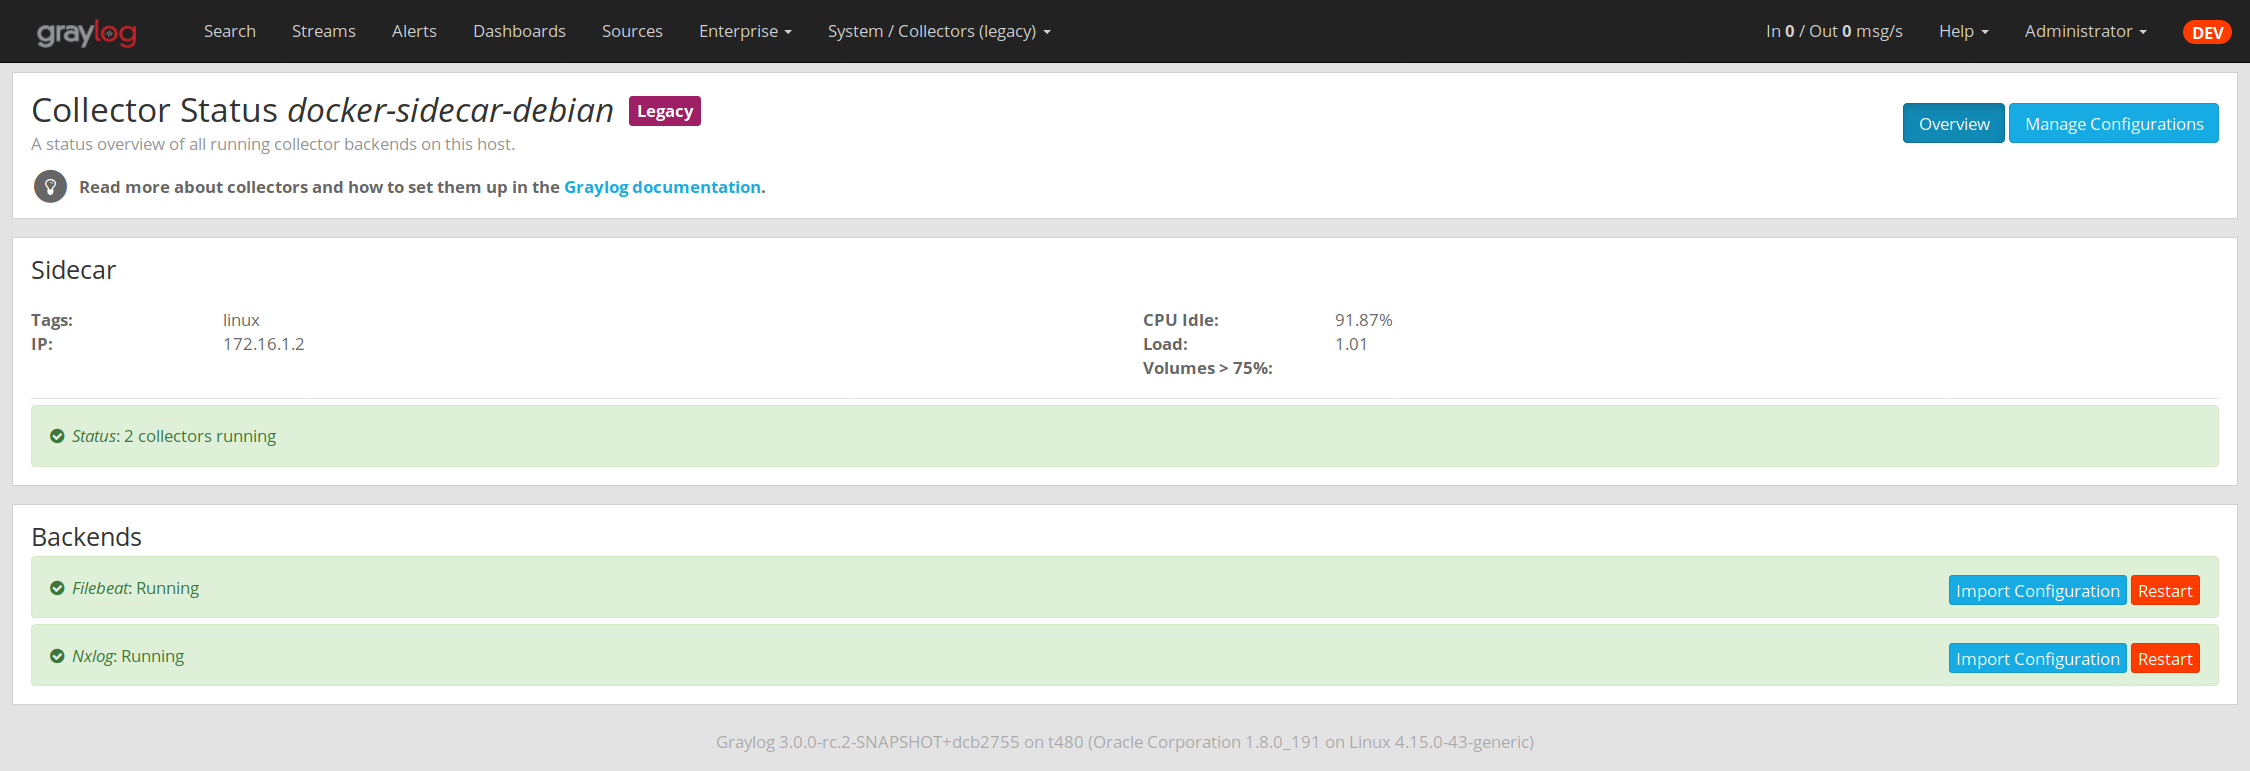 graylog Search Streams Alerts Dashboards Sources Enterprise System / Collectors (legacy) In 0 / Out 0 msg/s Help Administrator DEV
Collector Status docker-sidecar-debian Legacy
Overview Manage Configurations
A status overview of all running collector backends on this host.
Read more about collectors and how to set them up in the Graylog documentation.
Sidecar
Tags: linux CPU Idle: 91.87%
IP: 172.16.1.2 Load: 1.01
Volumes > 75%:
Status: 2 collectors running
Backends
Filebeat: Running Import Configuration Restart
Nxlog: Running Import Configuration Restart
Graylog 3.0.0-rc.2-SNAPSHOT+dcb2755 on t480 (Oracle Corporation 1.8.0_191 on Linux 4.15.0-43-generic)